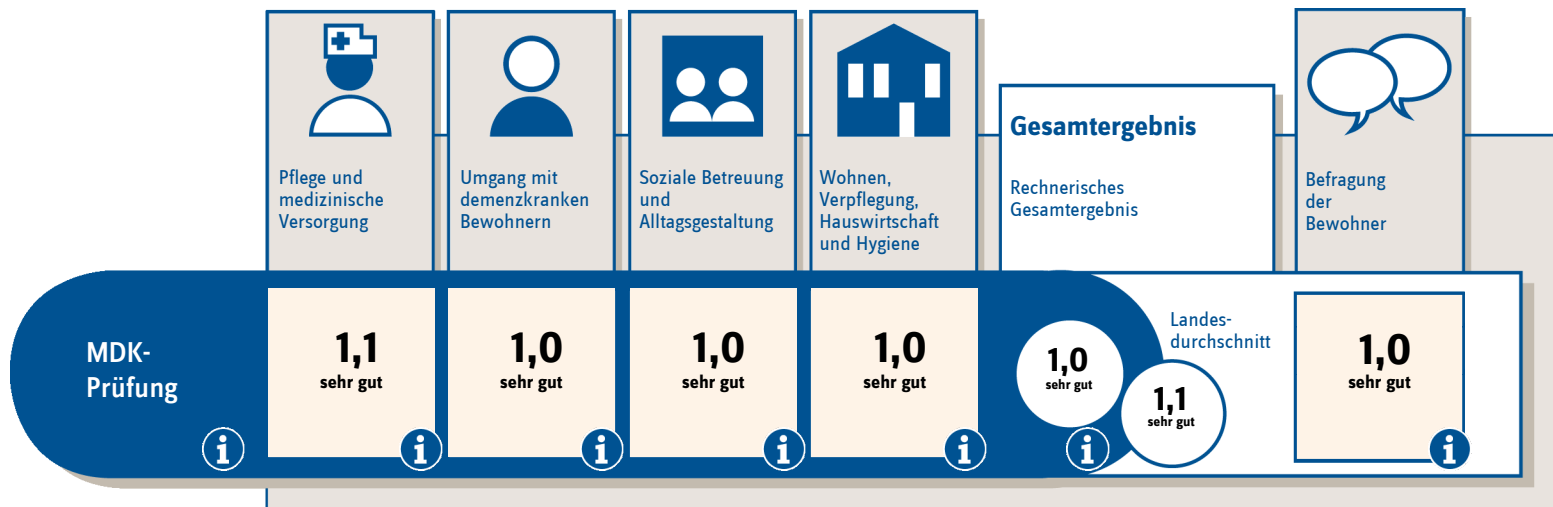 Pflege und
medizinische
Versorgung
Umgang mit
demenzkranken
Bewohnern
Soziale Betreuung
und
Alltagsgestaltung
Wohnen,
Verpflegung,
Hauswirtschaft
und Hygiene
Gesamtergebnis
Rechnerisches
Gesamtergebnis
Befragung
der
Bewohner
MDK-
Prüfung
i
1,1
sehr gut
i
1,0
sehr gut
i
1,0
sehr gut
i
1,0
sehr gut
i
1,0
sehr gut
i
Landes-
durchschnitt
1,1
sehr gut
1,0
sehr gut
i